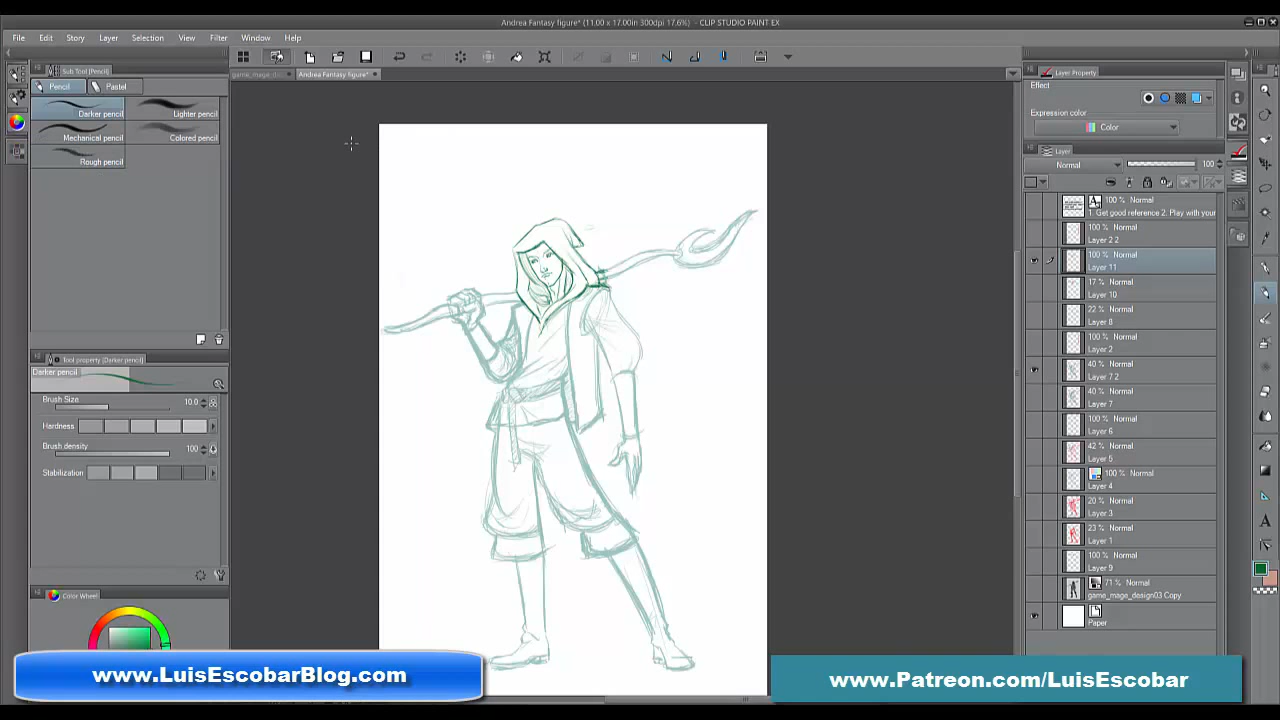 Andrea Fantasy figure* (11.00 x 17.00in 300dpi 17.6%) - CLIP STUDIO PAINT EX
File Edit Story Layer Selection View Filter Window Help
Sub Tool [Pencil]
game_mage_d... Andrea Fantasy figure*
Pencil Pastel
Darker pencil Lighter pencil
Mechanical pencil Colored pencil
Rough pencil
Tool property [Darker pencil]
Darker pencil
Brush Size 10.0
Hardness
Brush density 100
Stabilization
Color Wheel
Layer Property
Effect
Expression color
Color
Layer
Normal 100
100 % Normal
1. Get good reference 2. Play with your
100 % Normal
Layer 2 2
100 % Normal
Layer 11
17 % Normal
Layer 10
22 % Normal
Layer 8
100 % Normal
Layer 2
40 % Normal
Layer 7 2
40 % Normal
Layer 7
100 % Normal
Layer 6
42 % Normal
Layer 5
100 % Normal
Layer 4
20 % Normal
Layer 3
23 % Normal
Layer 1
100 % Normal
Layer 9
71 % Normal
game_mage_design03 Copy
Paper
www.LuisEscobarBlog.com
www.Patreon.com/LuisEscobar